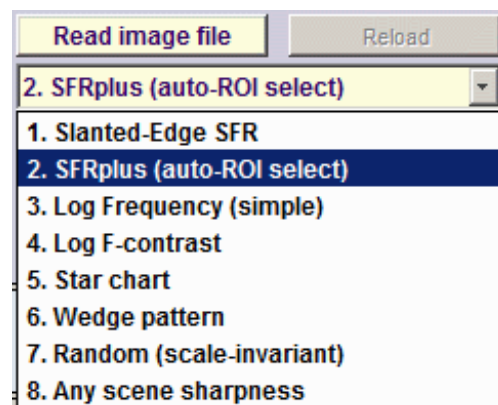 Read image file
Reload
2. SFRplus (auto-ROI select)
1. Slanted-Edge SFR
2. SFRplus (auto-ROI select)
3. Log Frequency (simple)
4. Log F-contrast
5. Star chart
6. Wedge pattern
7. Random (scale-invariant)
8. Any scene sharpness